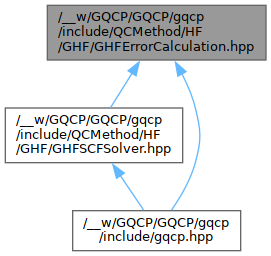 /__w/GQCP/GQCP/gqcp
/include/QCMethod/HF
/GHF/GHFErrorCalculation.hpp
/__w/GQCP/GQCP/gqcp
/include/QCMethod/HF
/GHF/GHFSCFSolver.hpp
/__w/GQCP/GQCP/gqcp
/include/gqcp.hpp